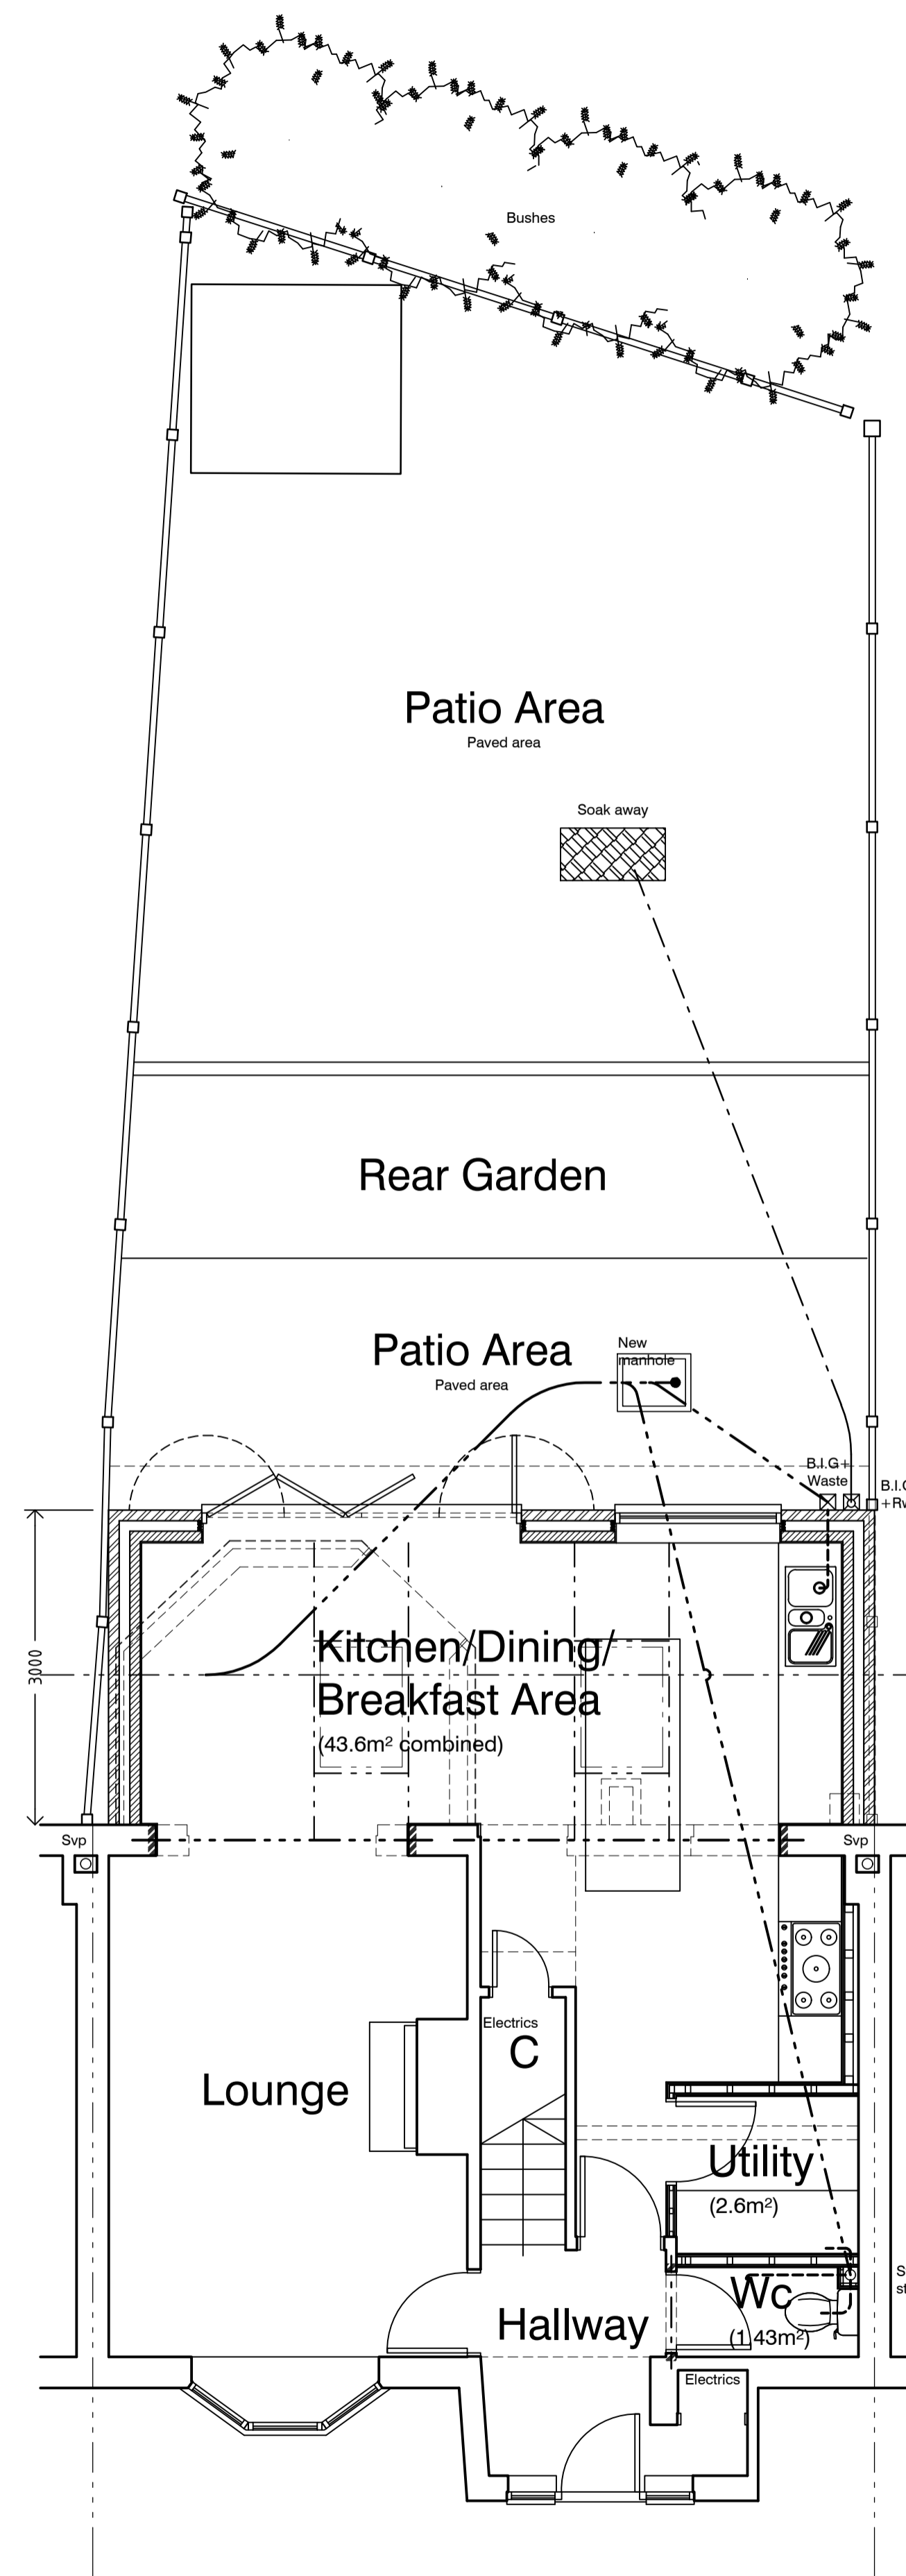 Bushes
Patio Area
Paved area
Soak away
Rear Garden
Patio Area
Paved area
New
manhole
B.I.G+
Waste
B.I.G
+Rw
3000
Kitchen/Dining/
Breakfast Area
(43.6m² combined)
Svp
Svp
Electrics
C
Lounge
Utility
(2.6m²)
Wc
(1.43m²)
Hallway
Electrics